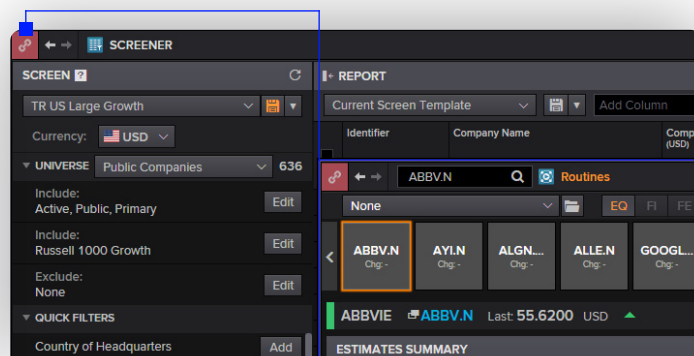 SCREENER
SCREEN ?
REPORT
TR US Large Growth
Current Screen Template
Add Column
Currency: USD
Identifier Company Name
(USD)
UNIVERSE Public Companies 636
ABBV.N Routines
Include:
Active, Public, Primary
Edit
None
EQ FI FE
Include:
Russell 1000 Growth
Edit
ABBV.N AYI.N ALGN.... ALLE.N GOOGL...
Chg: - Chg: - Chg: - Chg: - Chg: -
Exclude:
None
Edit
QUICK FILTERS
ABBVIE ABBV.N Last: 55.6200 USD
Country of Headquarters Add
ESTIMATES SUMMARY